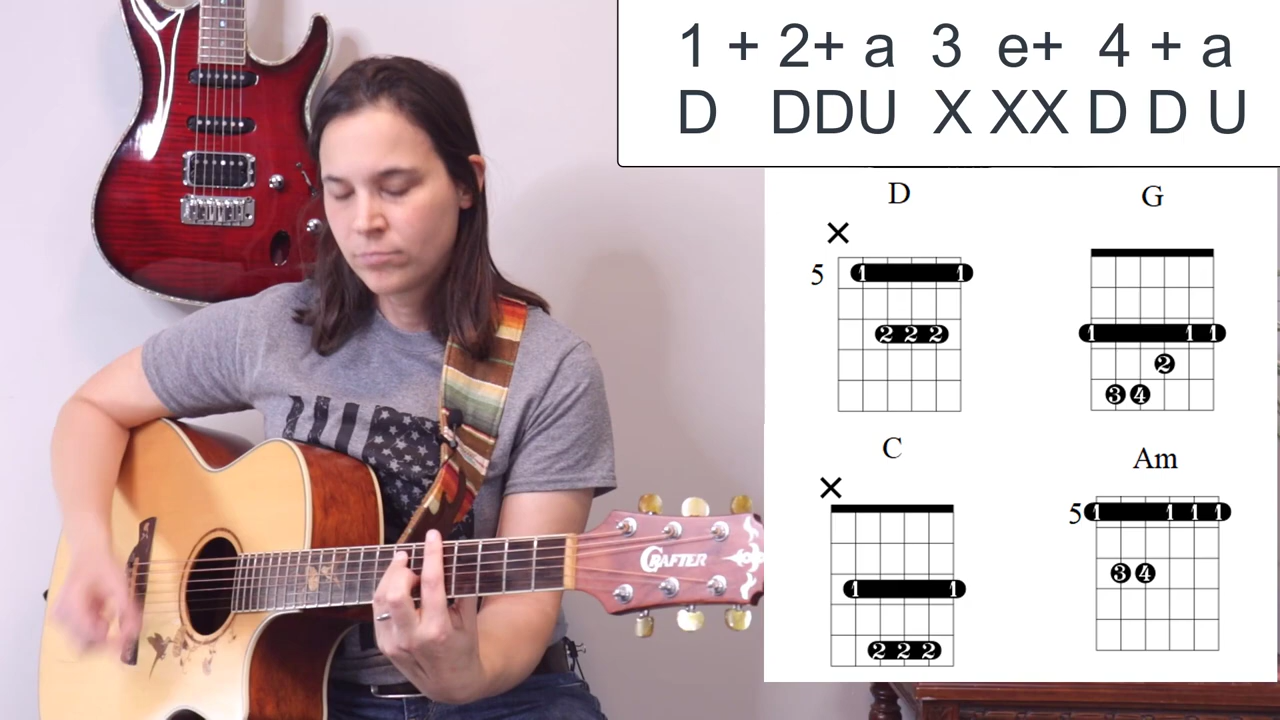 1 + 2+ a 3 e+ 4 + a
D DDU X XX D D U
D
×
5
1 1
2 2 2
G
1 1 1
2
3 4
C
×
1 1
2 2 2
Am
5
1 1 1 1
3 4
CRAFTER